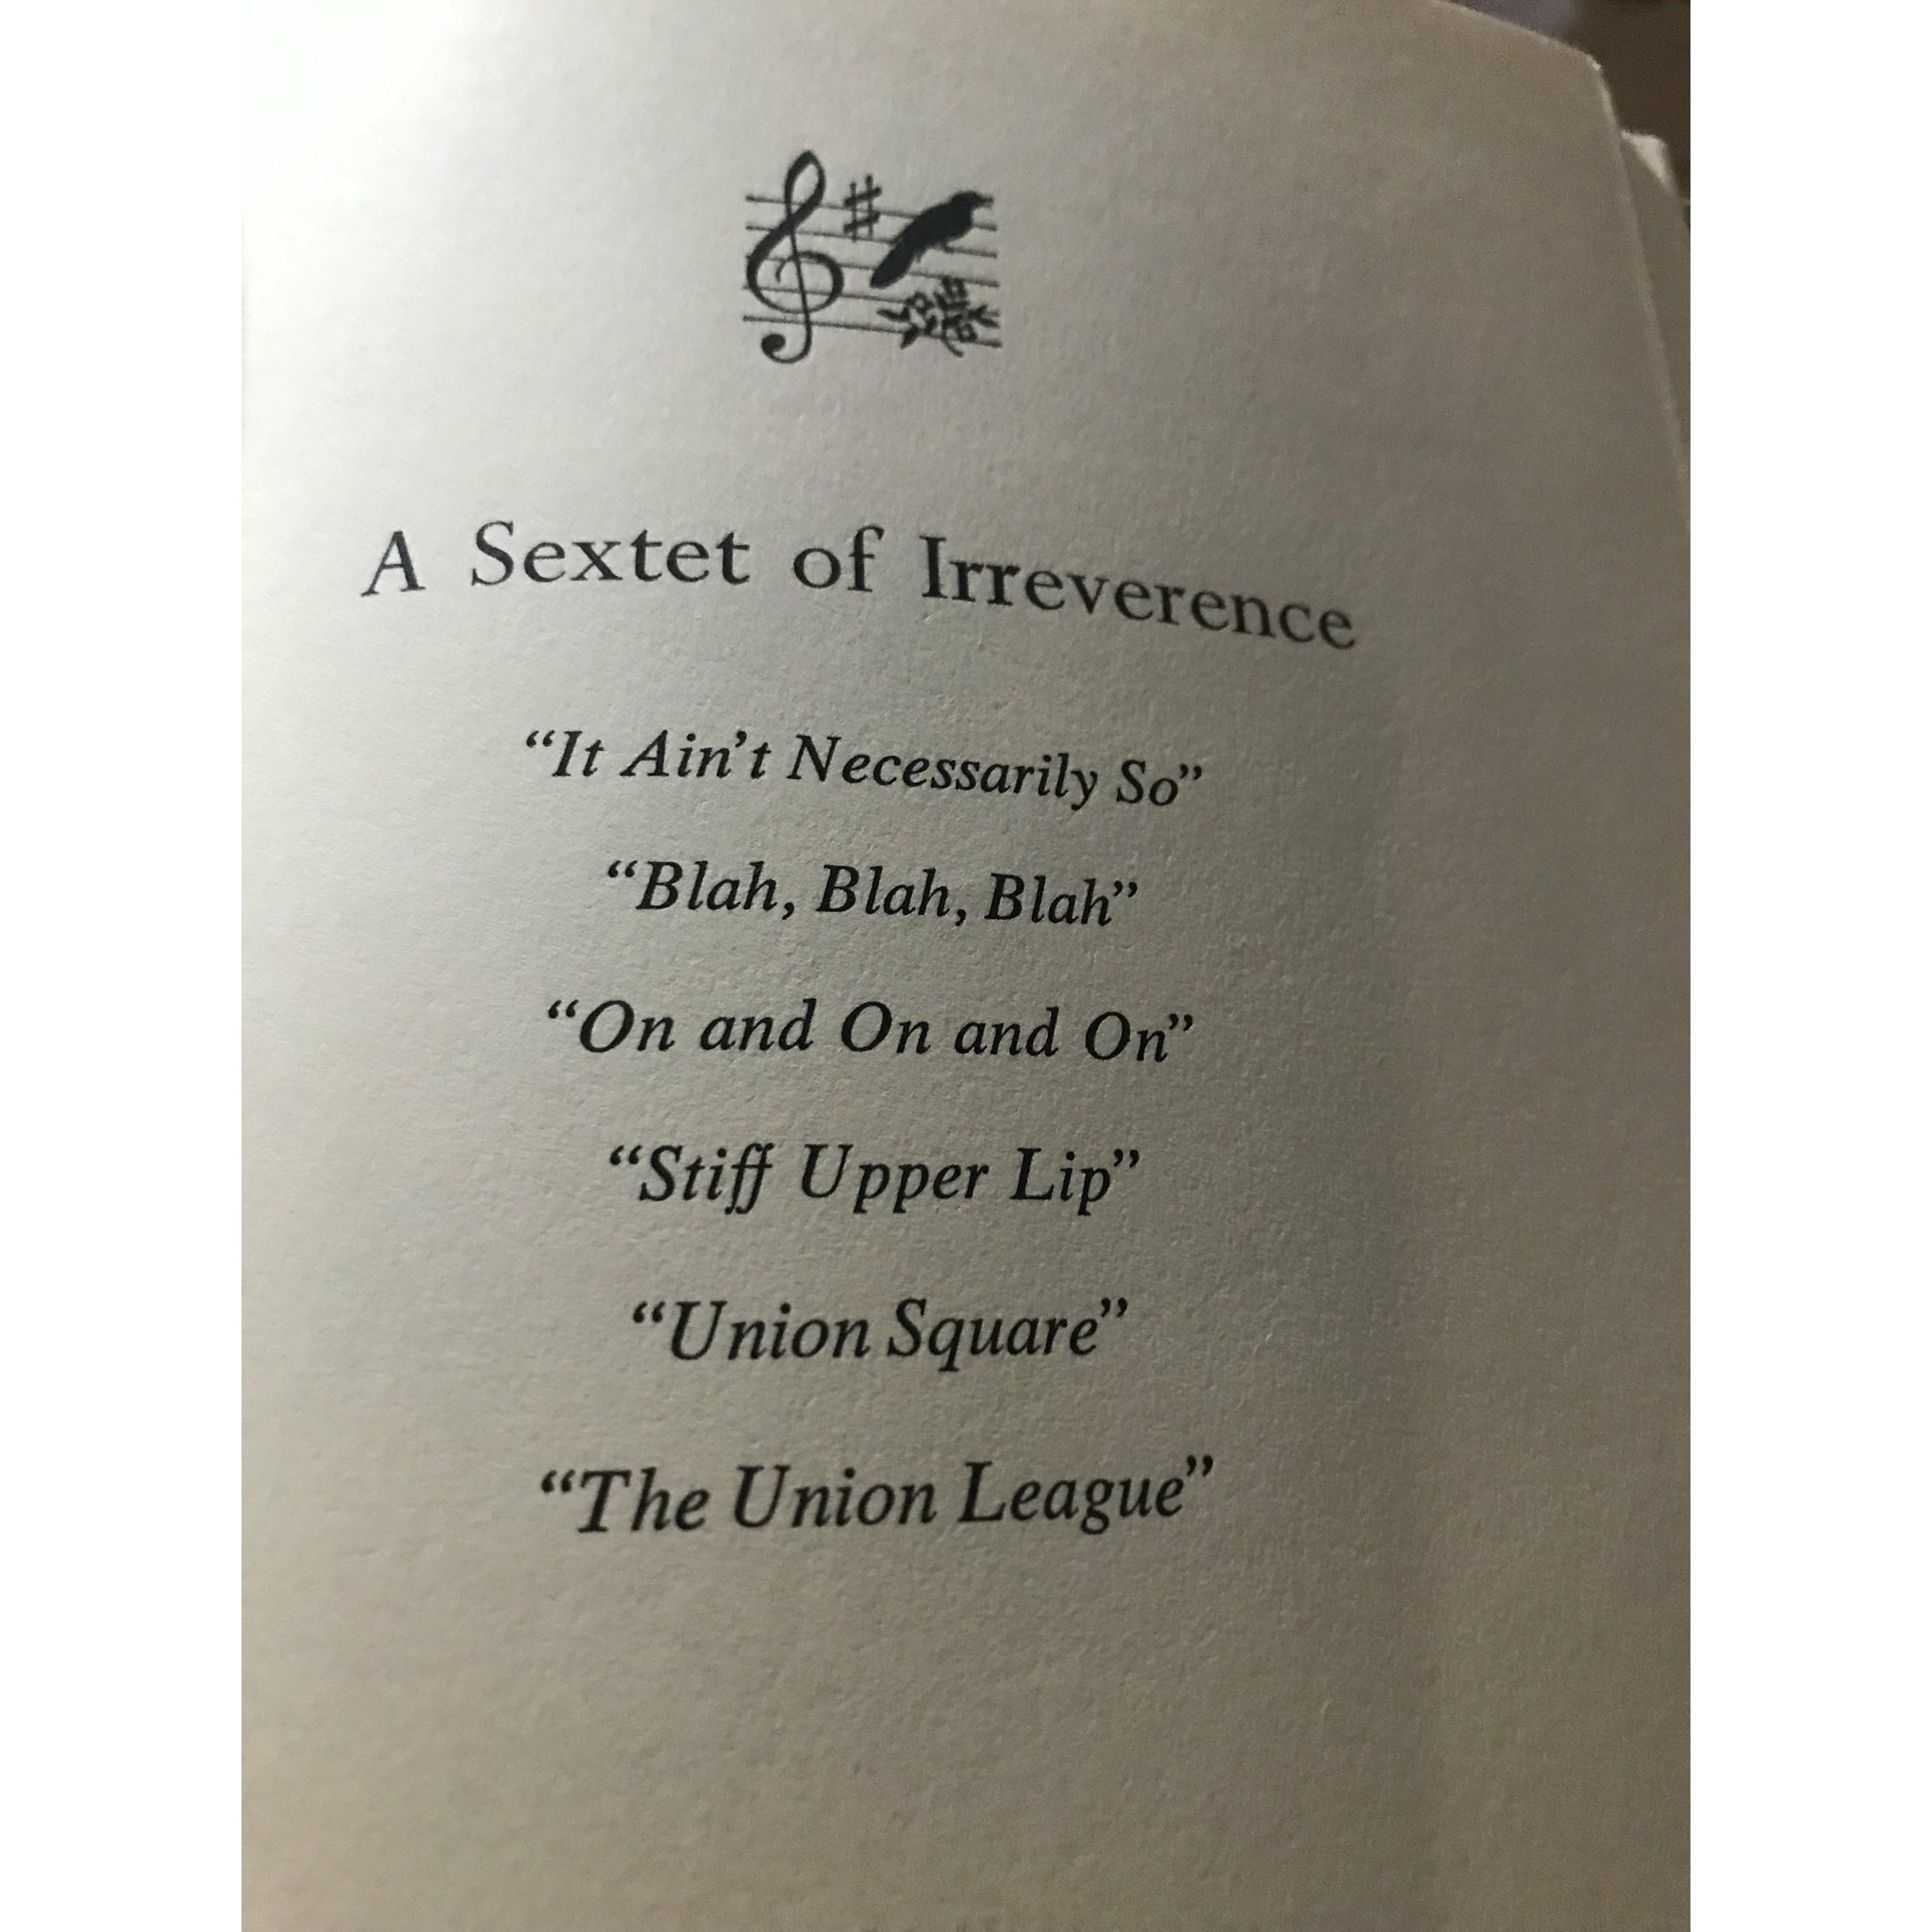 A Sextet of Irreverence
“It Ain’t Necessarily So”
“Blah, Blah, Blah”
“On and On and On”
“Stiff Upper Lip”
“Union Square”
“The Union League”